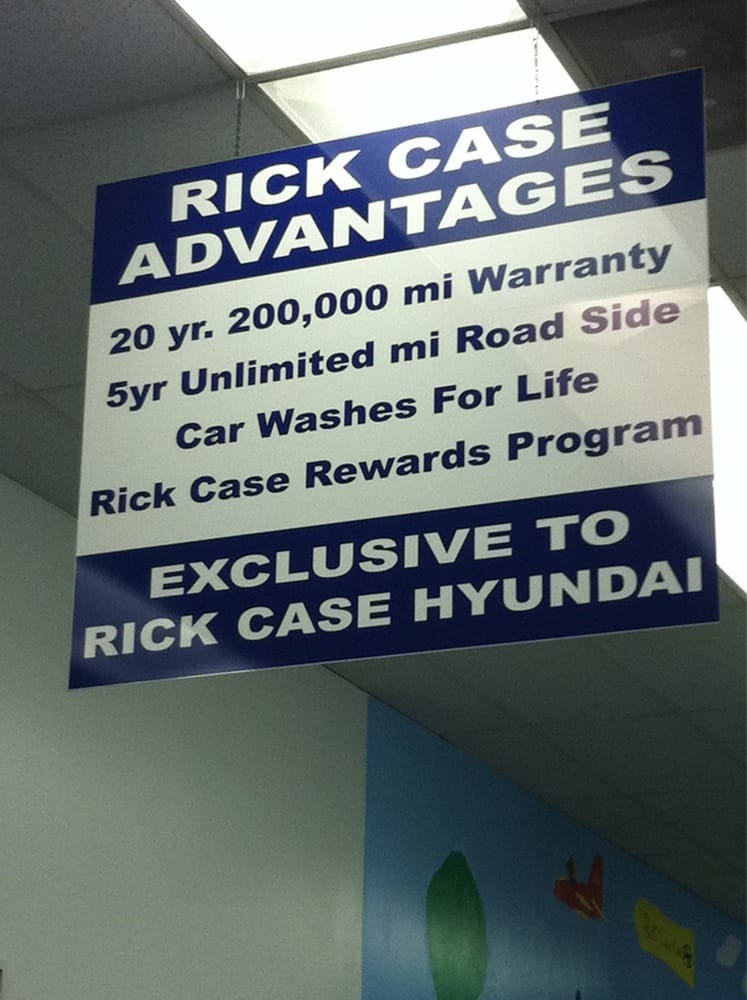 RICK CASE
ADVANTAGES
20 yr. 200,000 mi Warranty
5yr Unlimited mi Road Side
Car Washes For Life
Rick Case Rewards Program
EXCLUSIVE TO
RICK CASE HYUNDAI